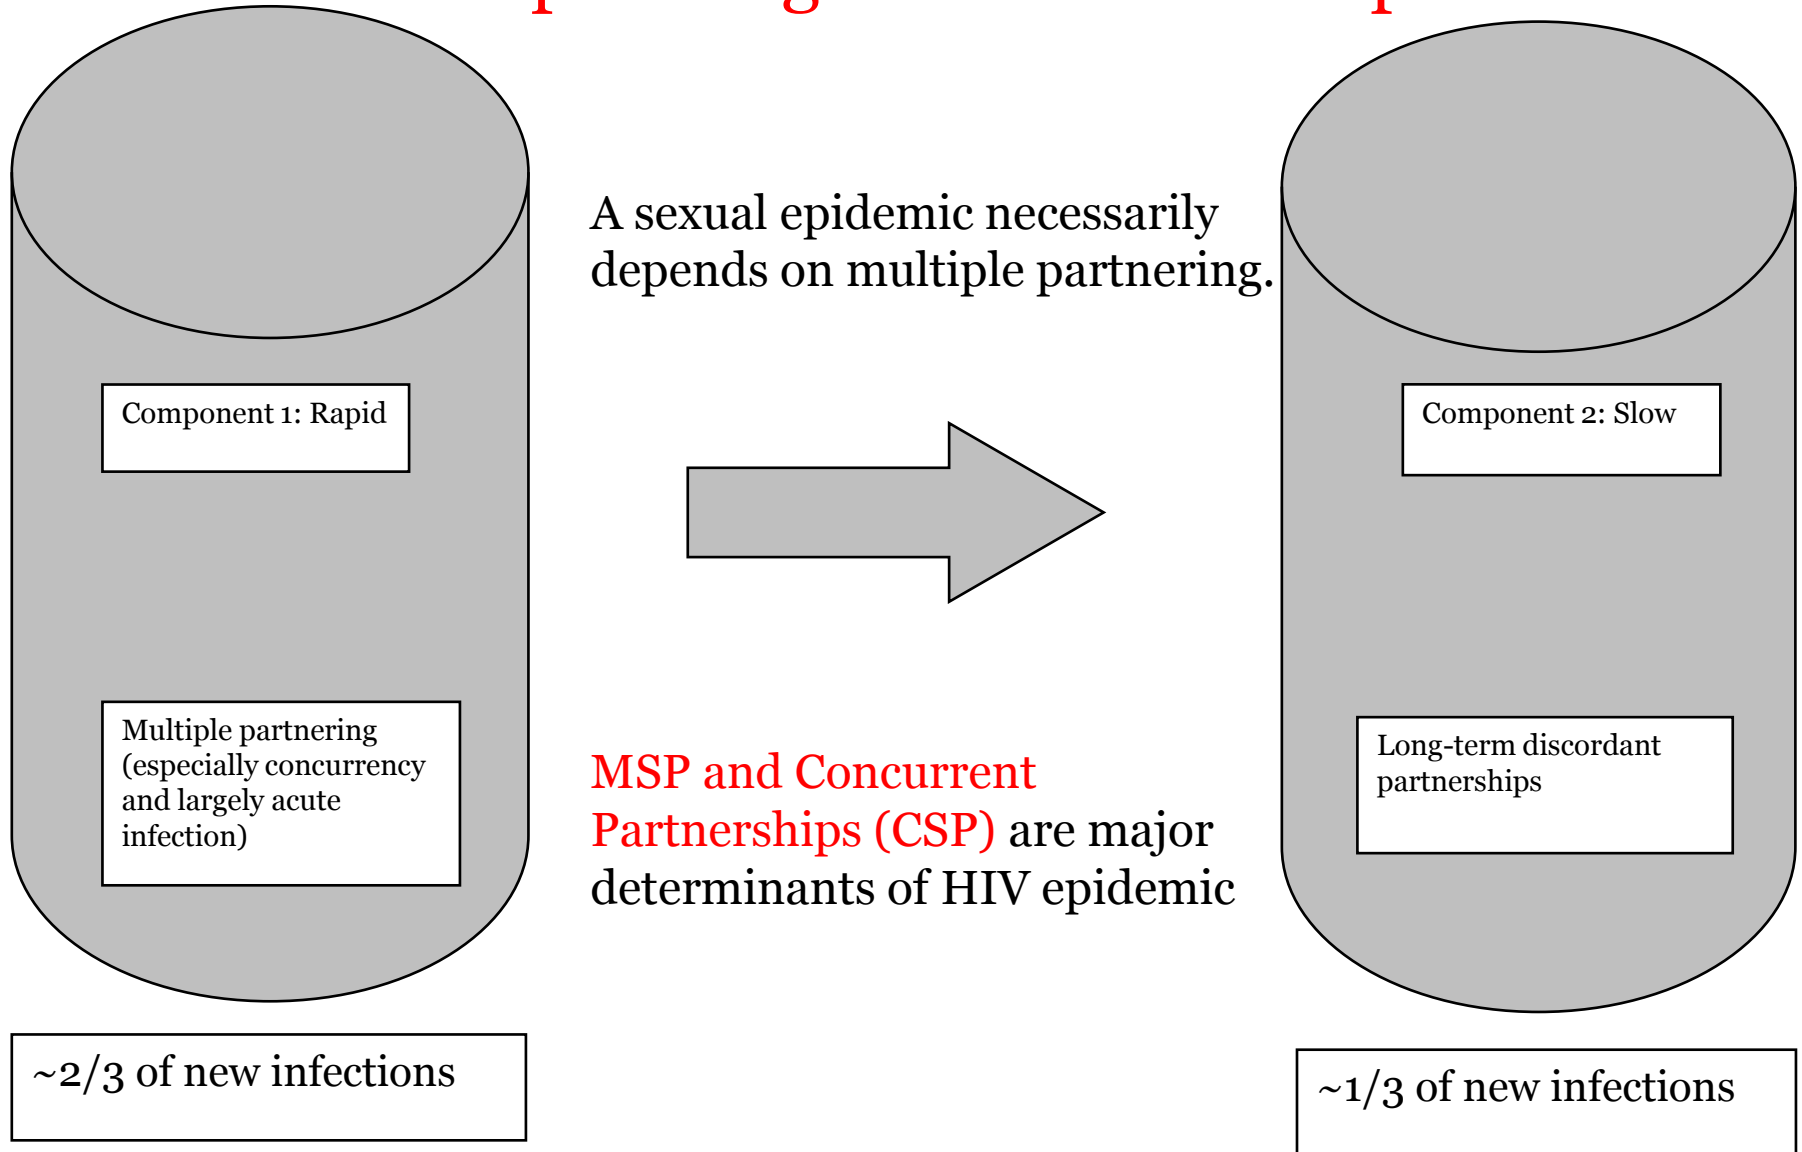 A sexual epidemic necessarily
depends on multiple partnering.
Component 1: Rapid
Component 2: Slow
Multiple partnering
(especially concurrency
and largely acute
infection)
Long-term discordant
partnerships
MSP and Concurrent
Partnerships (CSP) are major
determinants of HIV epidemic
~2/3 of new infections
~1/3 of new infections